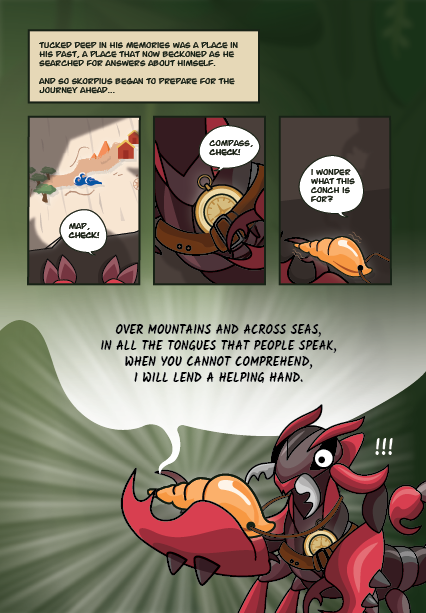 TUCKED DEEP IN HIS MEMORIES WAS A PLACE IN
HIS PAST, A PLACE THAT NOW BECKONED AS HE
SEARCHED FOR ANSWERS ABOUT HIMSELF.
AND SO SKORPIUS BEGAN TO PREPARE FOR THE
JOURNEY AHEAD...
MAP,
CHECK!
COMPASS,
CHECK!
I WONDER
WHAT THIS
CONCH IS
FOR?
OVER MOUNTAINS AND ACROSS SEAS,
IN ALL THE TONGUES THAT PEOPLE SPEAK,
WHEN YOU CANNOT COMPREHEND,
I WILL LEND A HELPING HAND.
!!!